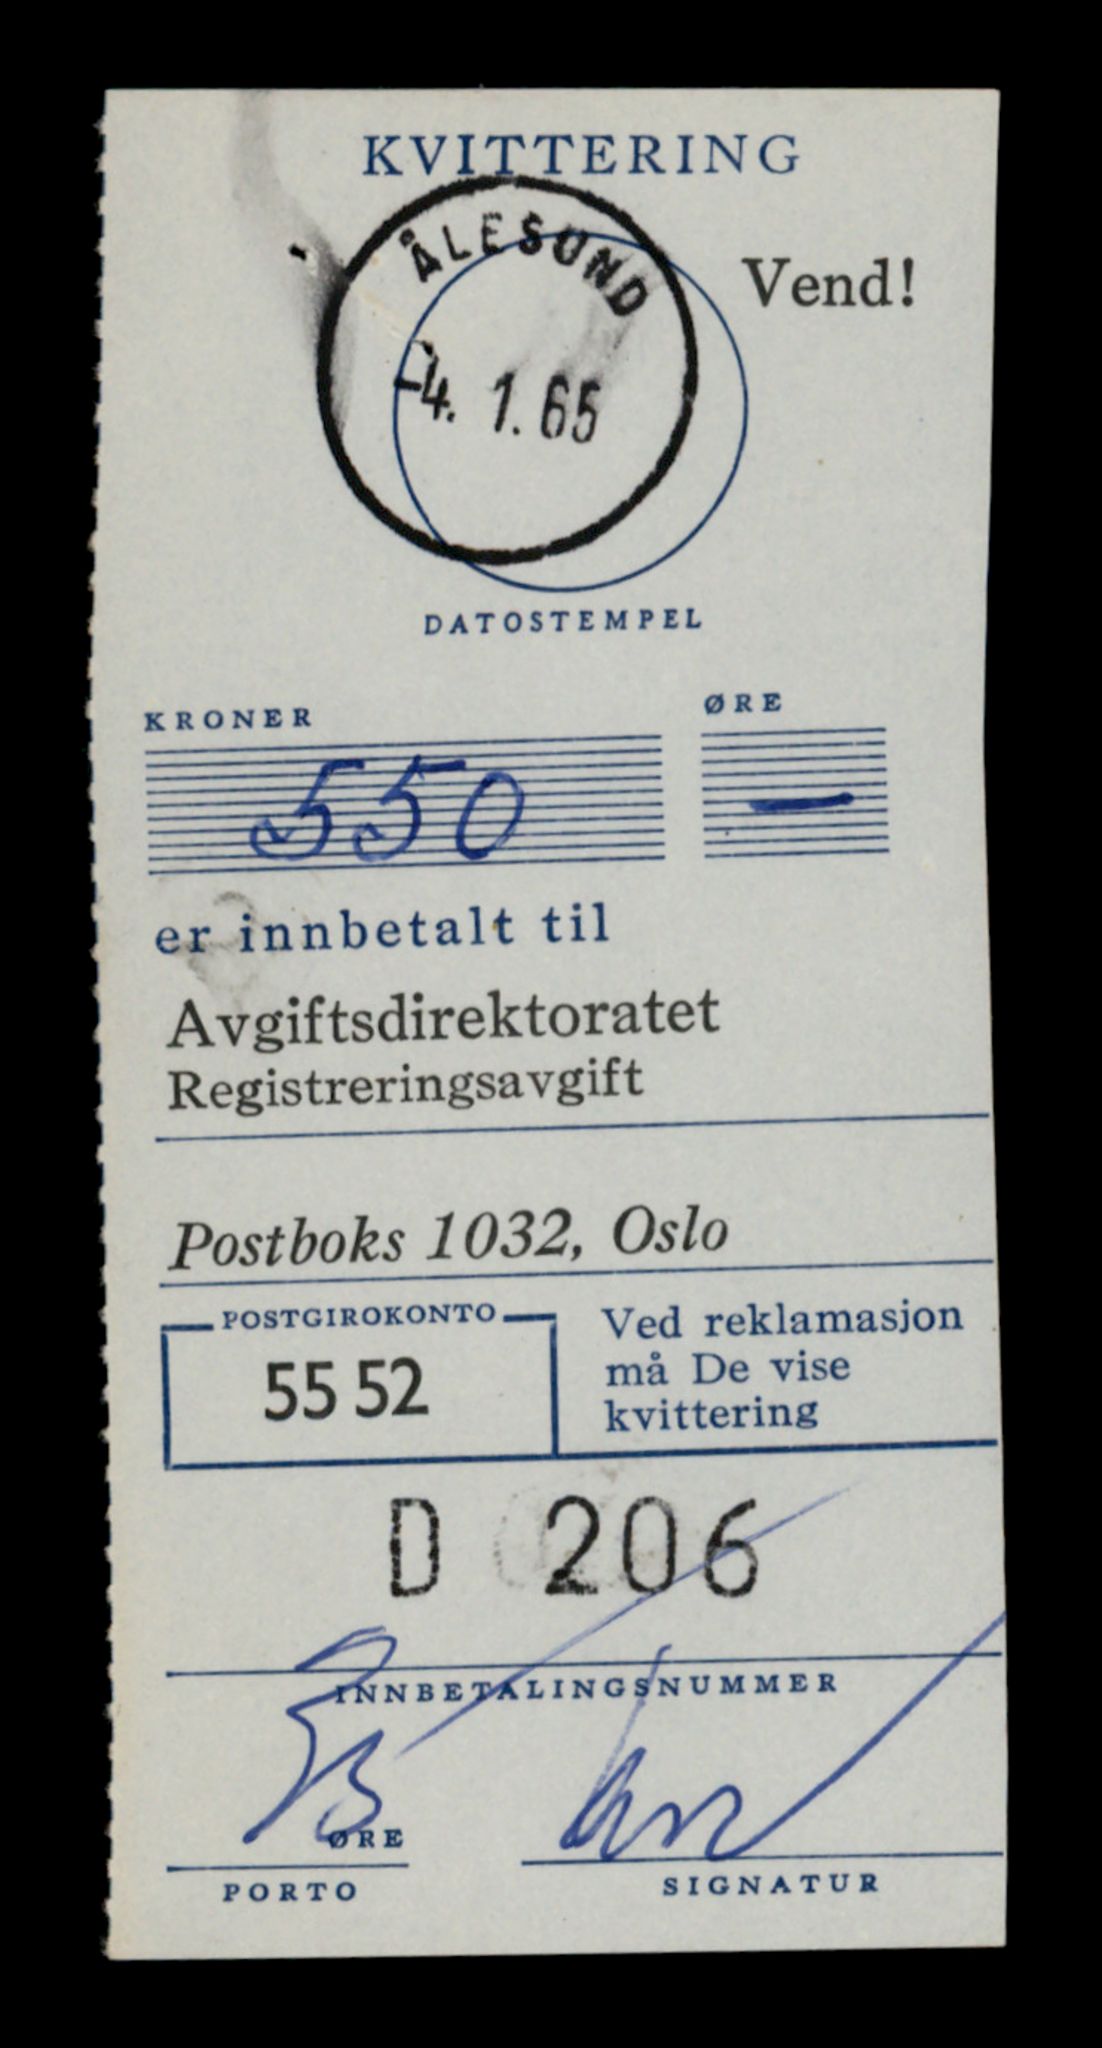 KVITTERING
ÅLESUND
Vend!
-4. 1. 65
DATOSTEMPEL
KRONER
ØRE
550
—
er innbetalt til
Avgiftsdirektoratet
Registreringsavgift
Postboks 1032, Oslo
POSTGIROKONTO
55 52
Ved reklamasjon
må De vise
kvittering
D 206
INNBETALINGSNUMMER
ØRE
PORTO
SIGNATUR